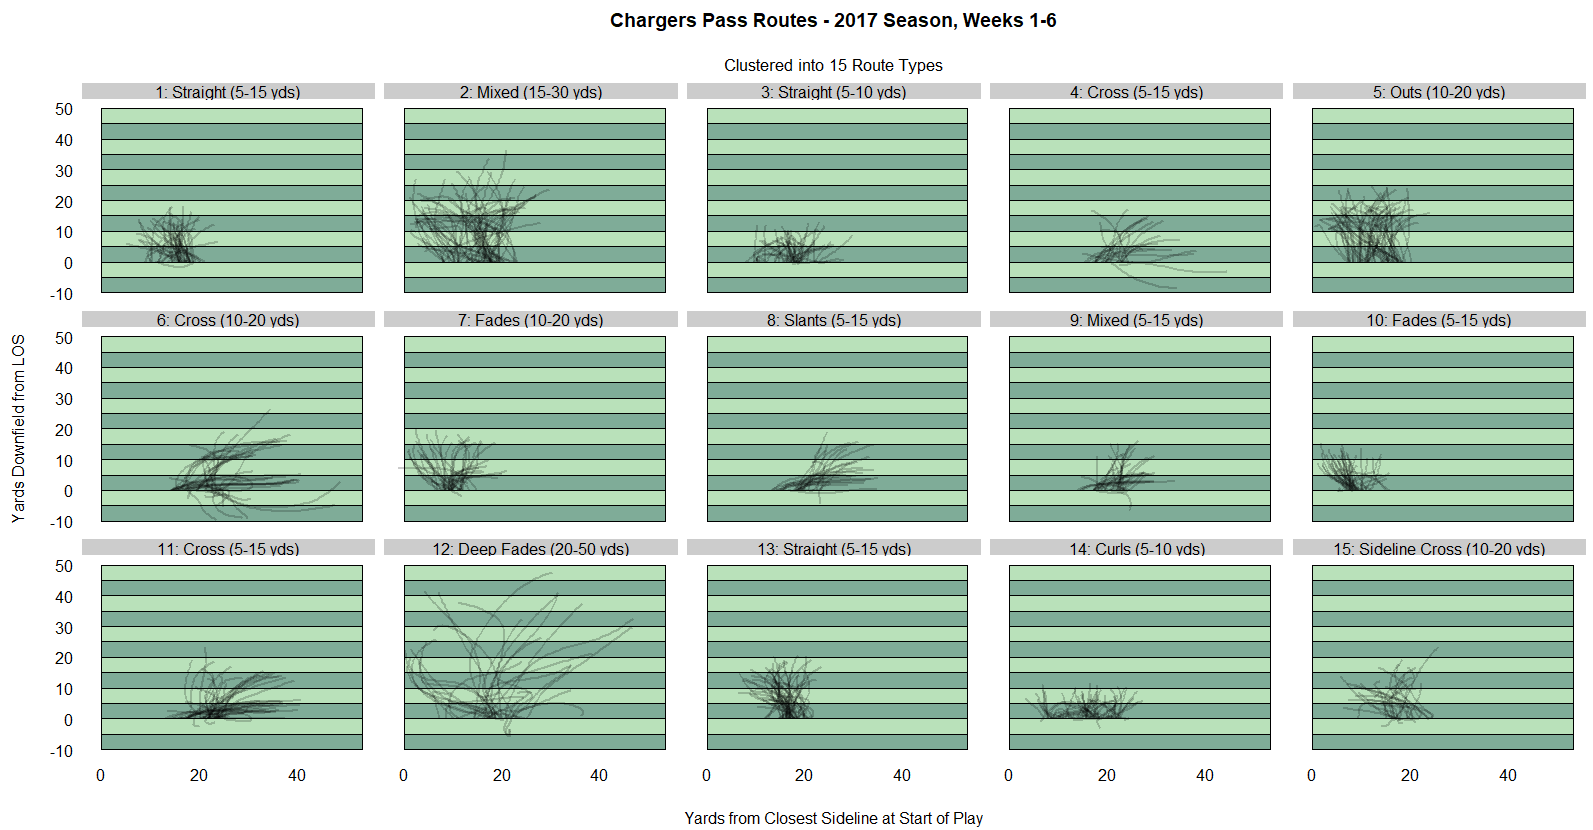 Chargers Pass Routes - 2017 Season, Weeks 1-6
Clustered into 15 Route Types
1: Straight (5-15 yds)
2: Mixed (15-30 yds)
3: Straight (5-10 yds)
4: Cross (5-15 yds)
5: Outs (10-20 yds)
50
40
30
20
10
0
-10
6: Cross (10-20 yds)
7: Fades (10-20 yds)
8: Slants (5-15 yds)
9: Mixed (5-15 yds)
10: Fades (5-15 yds)
50
40
30
20
10
0
-10
Yards Downfield from LOS
11: Cross (5-15 yds)
12: Deep Fades (20-50 yds)
13: Straight (5-15 yds)
14: Curls (5-10 yds)
15: Sideline Cross (10-20 yds)
50
40
30
20
10
0
-10
0 20 40 0 20 40 0 20 40 0 20 40 0 20 40
Yards from Closest Sideline at Start of Play